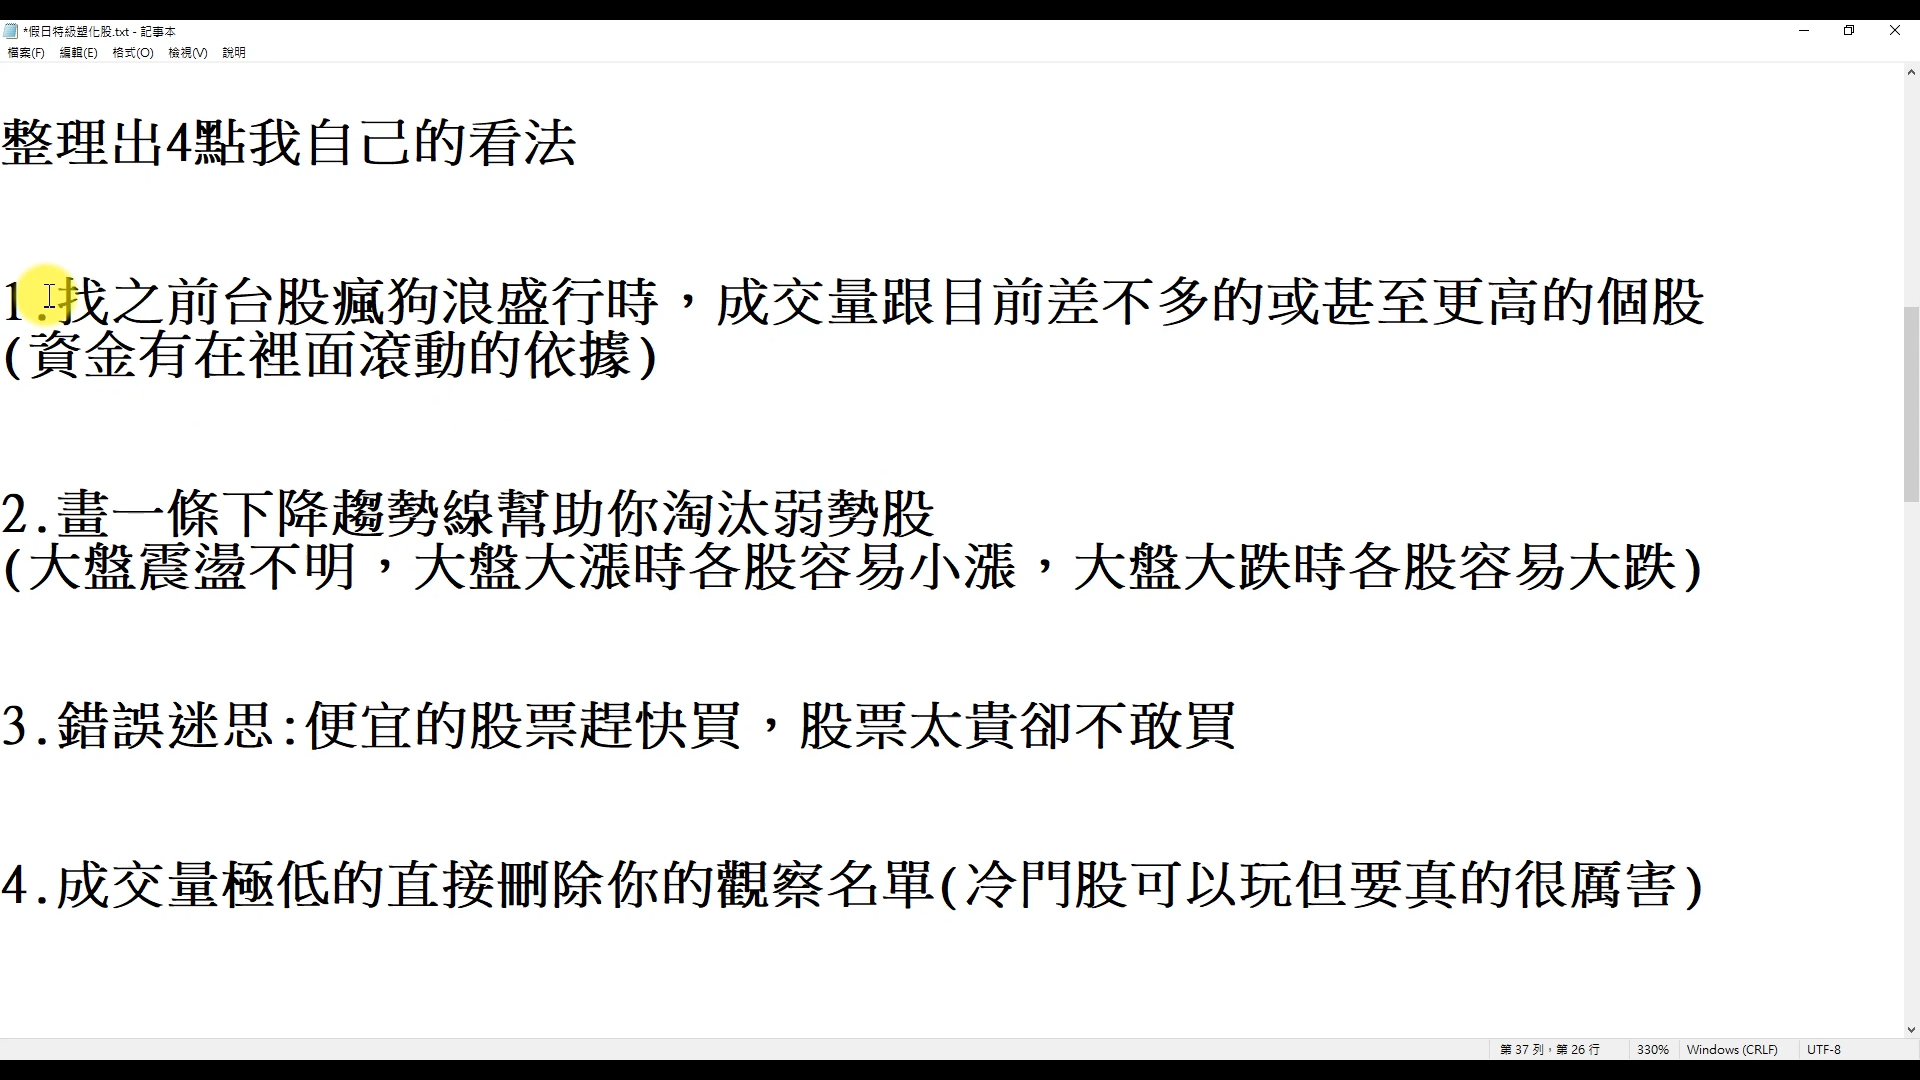 *假日特級塑化股.txt - 記事本
檔案(F) 編輯(E) 格式(O) 檢視(V) 說明
整理出4點我自己的看法
1.找之前台股瘋狗浪盛行時，成交量跟目前差不多的或甚至更高的個股
(資金有在裡面滾動的依據)
2.畫一條下降趨勢線幫助你淘汰弱勢股
(大盤震盪不明，大盤大漲時各股容易小漲，大盤大跌時各股容易大跌)
3.錯誤迷思:便宜的股票趕快買，股票太貴卻不敢買
4.成交量極低的直接刪除你的觀察名單(冷門股可以玩但要真的很厲害)
第 37 列，第 26 行 330% Windows (CRLF) UTF-8